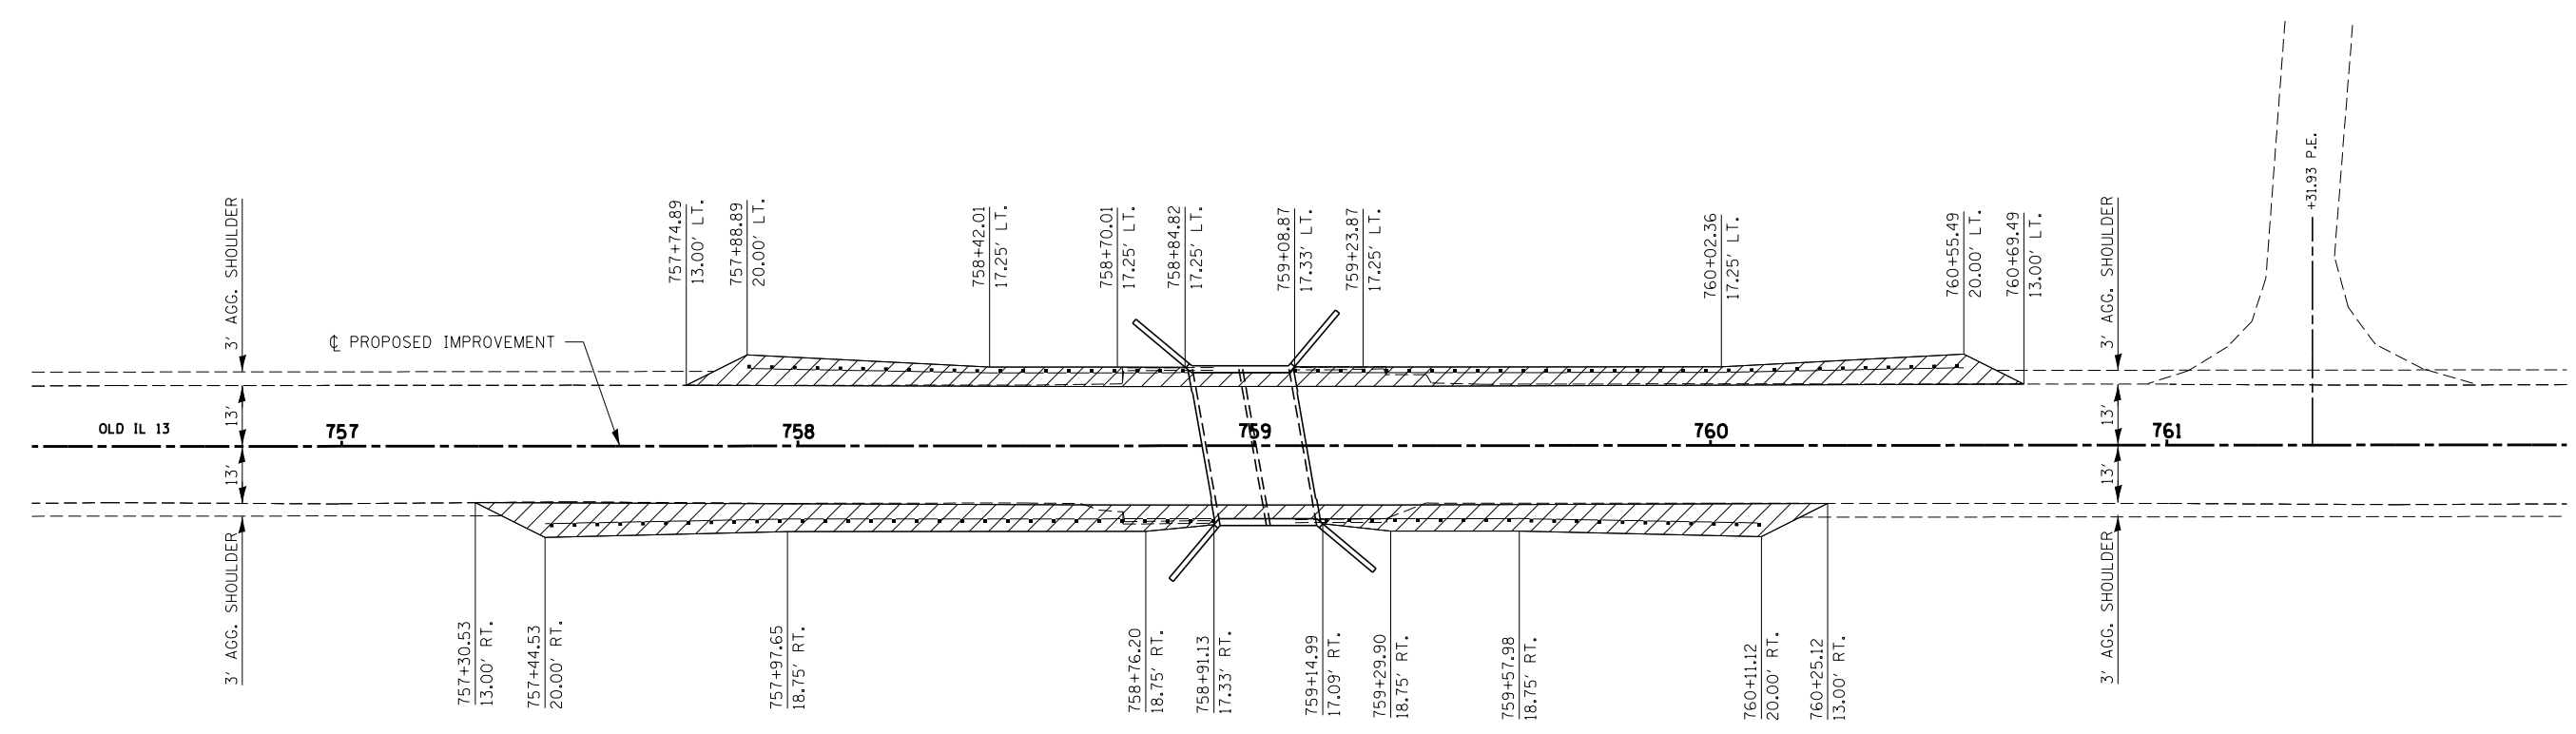 +31.93 P.E.
3' AGG. SHOULDER
757+74.89
13.00' LT.
757+88.89
20.00' LT.
758+42.01
17.25' LT.
758+70.01
17.25' LT.
758+84.82
17.25' LT.
759+08.87
17.33' LT.
759+23.87
17.25' LT.
760+02.36
17.25' LT.
760+55.49
20.00' LT.
760+69.49
13.00' LT.
3' AGG. SHOULDER
℄ PROPOSED IMPROVEMENT
13'
13'
OLD IL 13
757
758
759
760
761
13'
13'
3' AGG. SHOULDER
757+30.53
13.00' RT.
757+44.53
20.00' RT.
757+97.65
18.75' RT.
758+76.20
18.75' RT.
758+91.13
17.33' RT.
759+14.99
17.09' RT.
759+29.90
18.75' RT.
759+57.98
18.75' RT.
760+11.12
20.00' RT.
760+25.12
13.00' RT.
3' AGG. SHOULDER